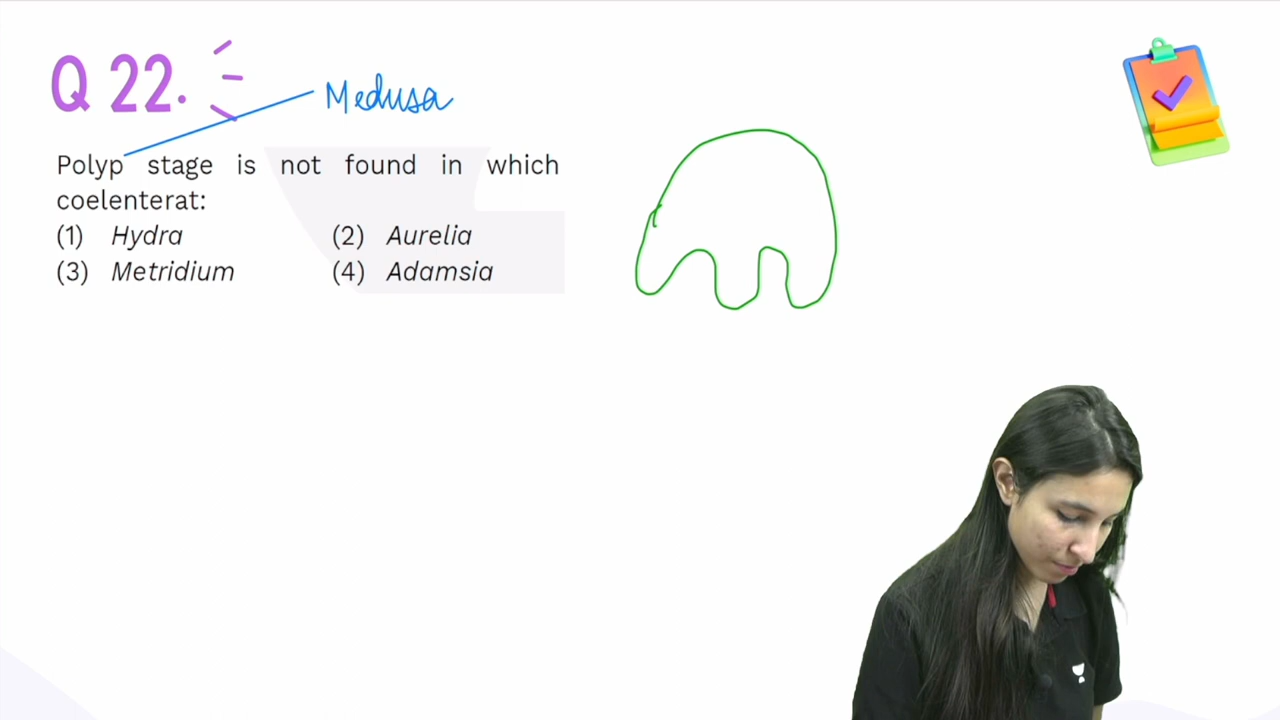 Q 22.
Medusa
Polyp stage is not found in which
coelenterat:
(1) Hydra (2) Aurelia
(3) Metridium (4) Adamsia